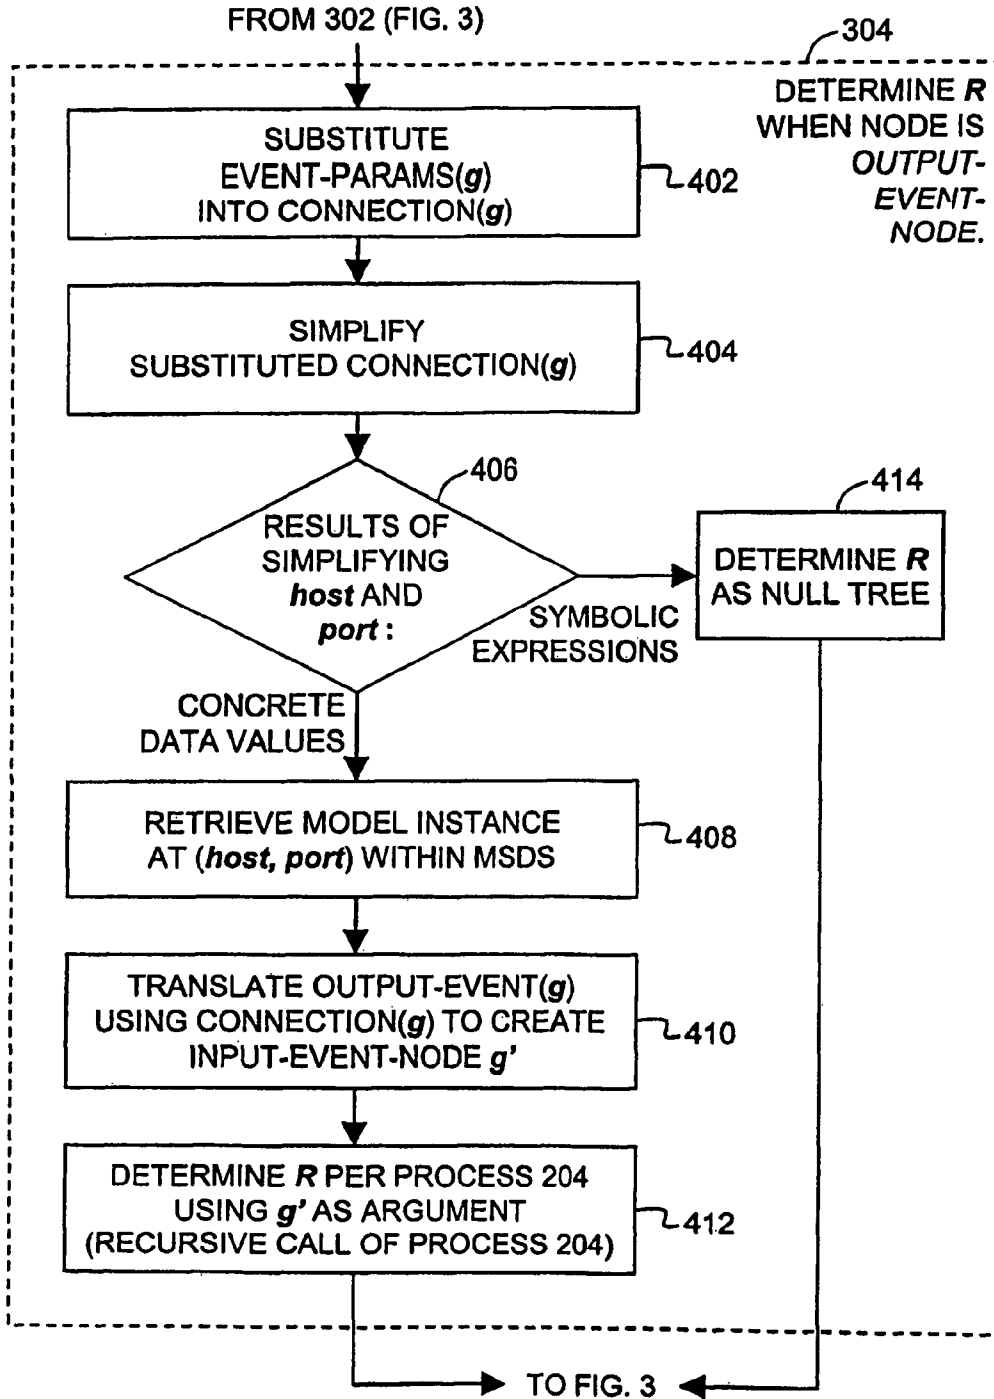 FROM 302 (FIG. 3)
304
DETERMINE R
WHEN NODE IS
OUTPUT-
EVENT-
NODE.
SUBSTITUTE
EVENT-PARAMS(g)
INTO CONNECTION(g)
402
SIMPLIFY
SUBSTITUTED CONNECTION(g)
404
406
RESULTS OF
SIMPLIFYING
host AND
port :
SYMBOLIC
EXPRESSIONS
414
DETERMINE R
AS NULL TREE
CONCRETE
DATA VALUES
RETRIEVE MODEL INSTANCE
AT (host, port) WITHIN MSDS
408
TRANSLATE OUTPUT-EVENT(g)
USING CONNECTION(g) TO CREATE
INPUT-EVENT-NODE g'
410
DETERMINE R PER PROCESS 204
USING g' AS ARGUMENT
(RECURSIVE CALL OF PROCESS 204)
412
TO FIG. 3